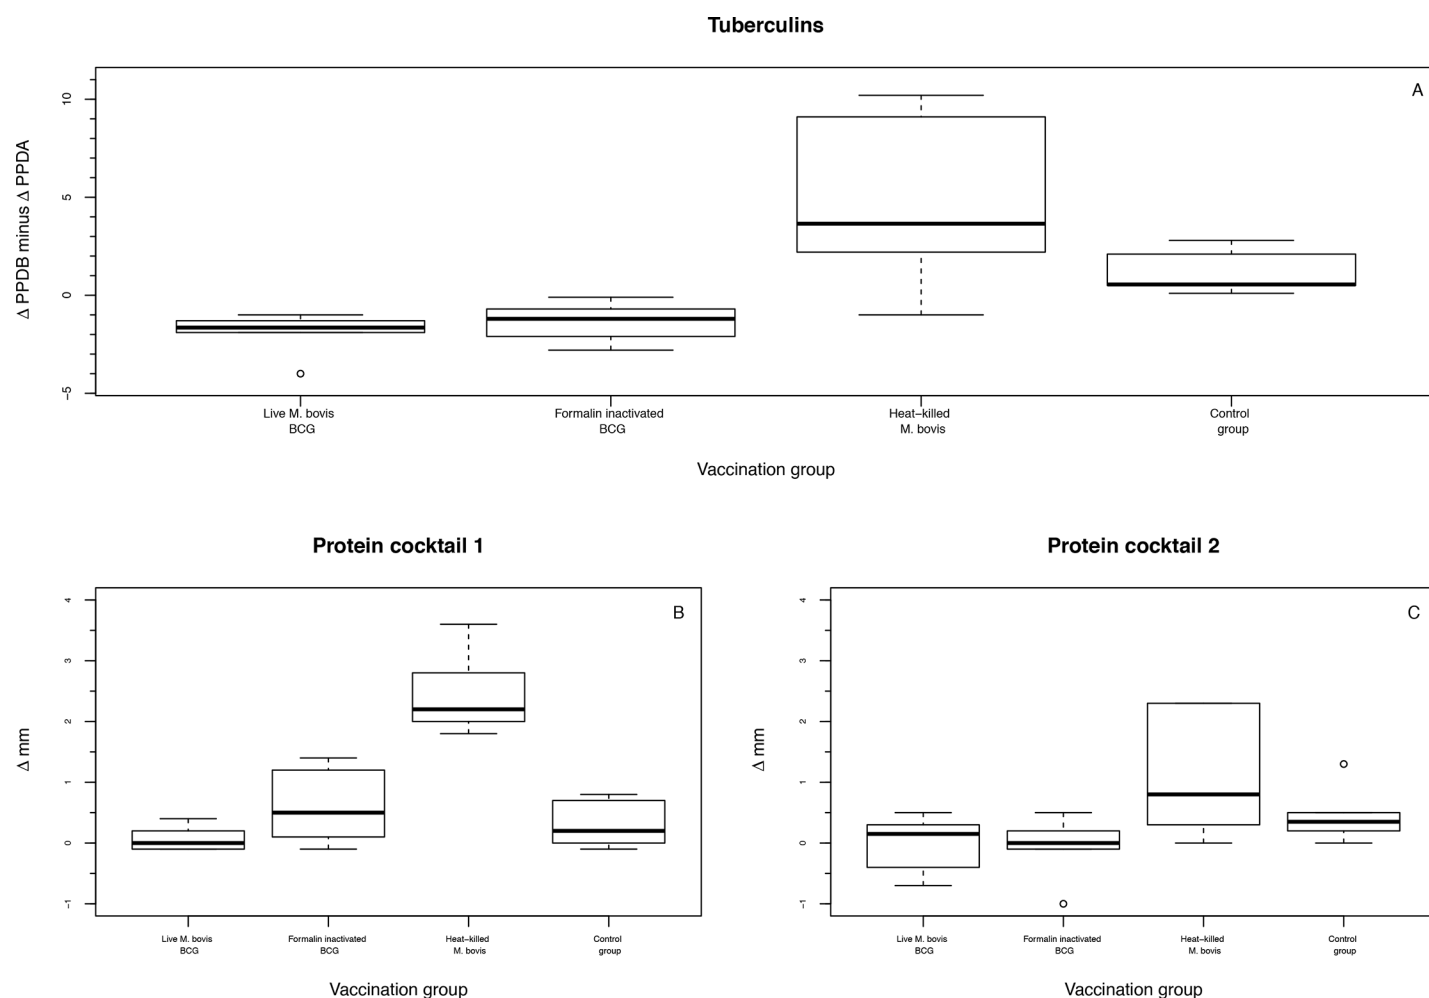 Tuberculins
A
Δ PPDB minus Δ PPDA
10
5
0
−5
Live M. bovis
BCG
Formalin inactivated
BCG
Heat−killed
M. bovis
Control
group
Vaccination group
Protein cocktail 1
B
Δ mm
4
3
2
1
0
−1
Live M. bovis
BCG
Formalin inactivated
BCG
Heat−killed
M. bovis
Control
group
Vaccination group
Protein cocktail 2
C
Δ mm
4
3
2
1
0
−1
Live M. bovis
BCG
Formalin inactivated
BCG
Heat−killed
M. bovis
Control
group
Vaccination group